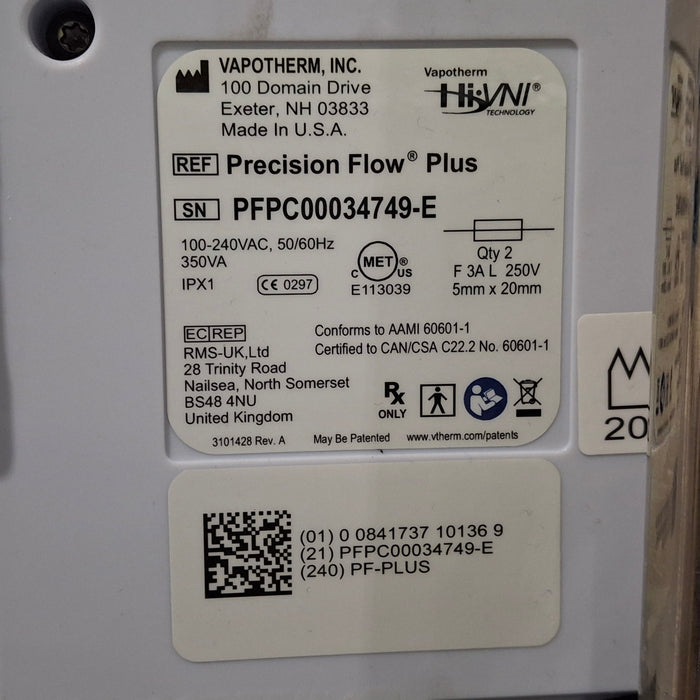 VAPOTHERM, INC.
100 Domain Drive
Exeter, NH 03833
Made In U.S.A.
Vapotherm
Hi-VNI®
TECHNOLOGY
REF Precision Flow® Plus
SN PFPC00034749-E
100-240VAC, 50/60Hz
350VA
IPX1
CE 0297
C MET ® US
E113039
Qty 2
F 3A L 250V
5mm x 20mm
EC REP
RMS-UK,Ltd
28 Trinity Road
Nailsea, North Somerset
BS48 4NU
United Kingdom
Conforms to AAMI 60601-1
Certified to CAN/CSA C22.2 No. 60601-1
Rx
ONLY
3101428 Rev. A May Be Patented www.vtherm.com/patents
20
(01) 0 0841737 10136 9
(21) PFPC00034749-E
(240) PF-PLUS